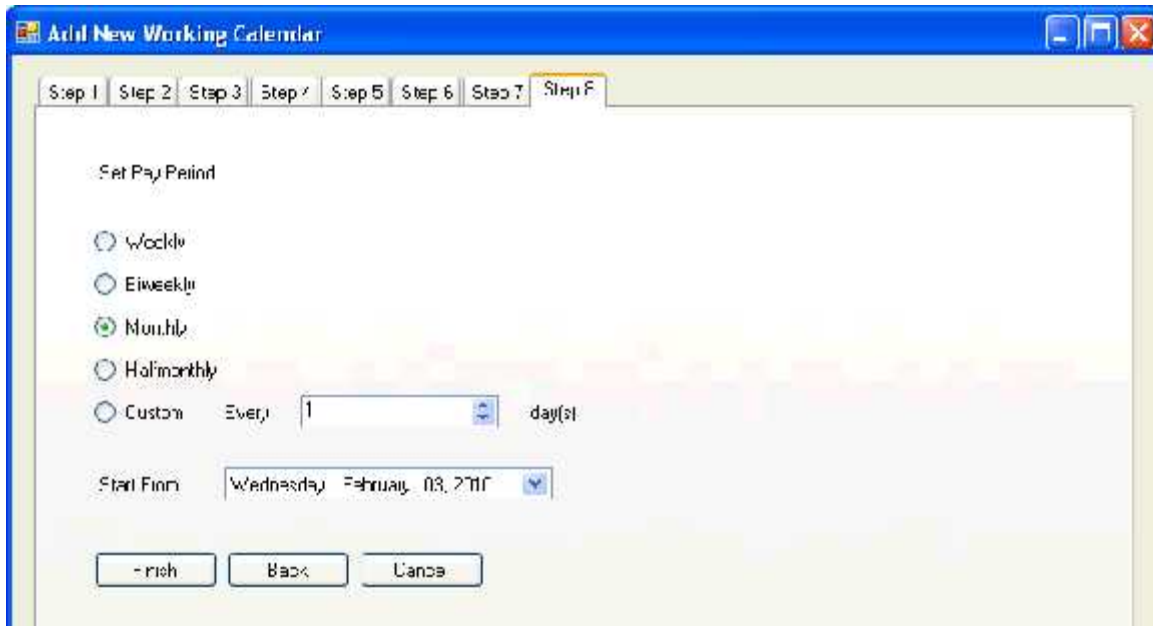 Add New Working Calendar
Step 1 Step 2 Step 3 Step 4 Step 5 Step 6 Step 7 Step 8
Set Pay Period
Weekly
Biweekly
Monthly
Halfmonthly
Custom Every 1 day(s)
Start From Wednesday, February 03, 2010
Finish Back Cancel